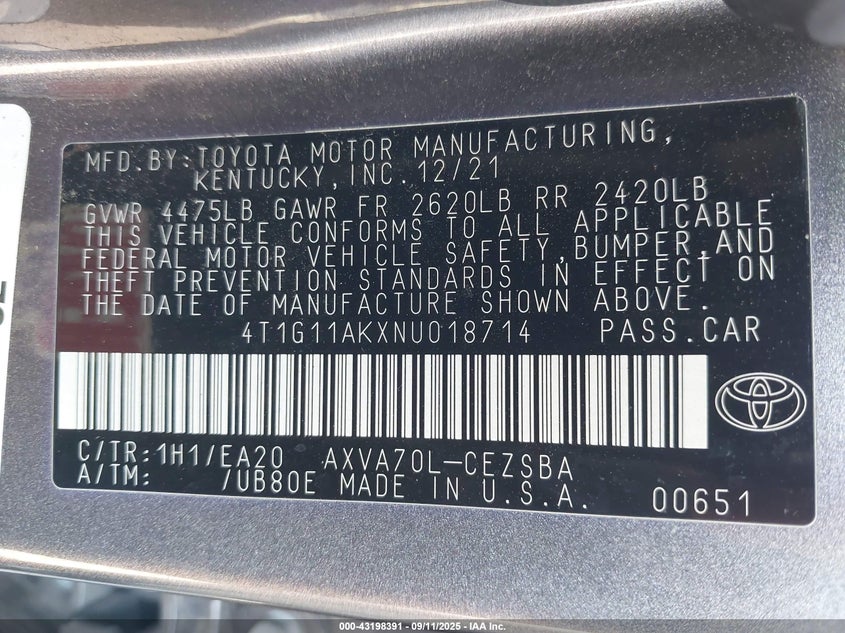 MFD.BY:TOYOTA MOTOR MANUFACTURING,
KENTUCKY,INC.12/21
GVWR 4475LB GAWR FR 2620LB RR 2420LB
THIS VEHICLE CONFORMS TO ALL APPLICABLE
FEDERAL MOTOR VEHICLE SAFETY,BUMPER,AND
THEFT PREVENTION STANDARDS IN EFFECT ON
THE DATE OF MANUFACTURE SHOWN ABOVE.
4T1G11AKXNU018714 PASS.CAR
C/TR:1H1/EA20 AXVA70L-CEZSBA
A/TM: /UB80E MADE IN U.S.A. 00651
000-43198391 - 09/11/2025 - IAA Inc.